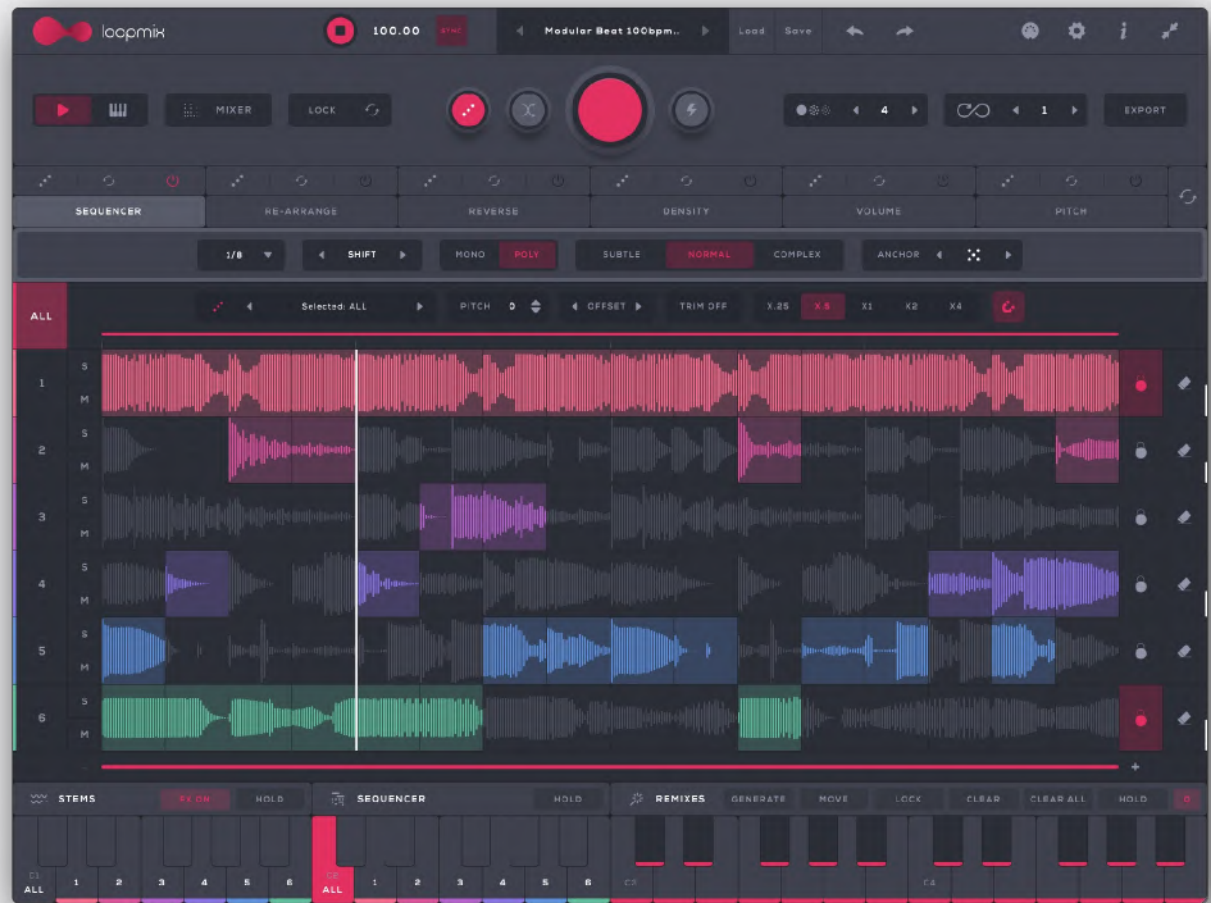 loopmix 100.00 SYNC Modular Beat 100bpm.. Load Save i
MIXER LOCK 4 1 EXPORT
SEQUENCER RE-ARRANGE REVERSE DENSITY VOLUME PITCH
1/8 SHIFT MONO POLY SUBTLE NORMAL COMPLEX ANCHOR
ALL Selected: ALL PITCH 0 OFFSET TRIM OFF X.25 X.5 X1 X2 X4
S
1
M
S
2
M
S
3
M
S
4
M
S
5
M
S
6
M
- +
STEMS FX ON HOLD SEQUENCER HOLD REMIXES GENERATE MOVE LOCK CLEAR CLEAR ALL HOLD
C1 C2 C4
ALL 1 2 3 4 5 6 ALL 1 2 3 4 5 6